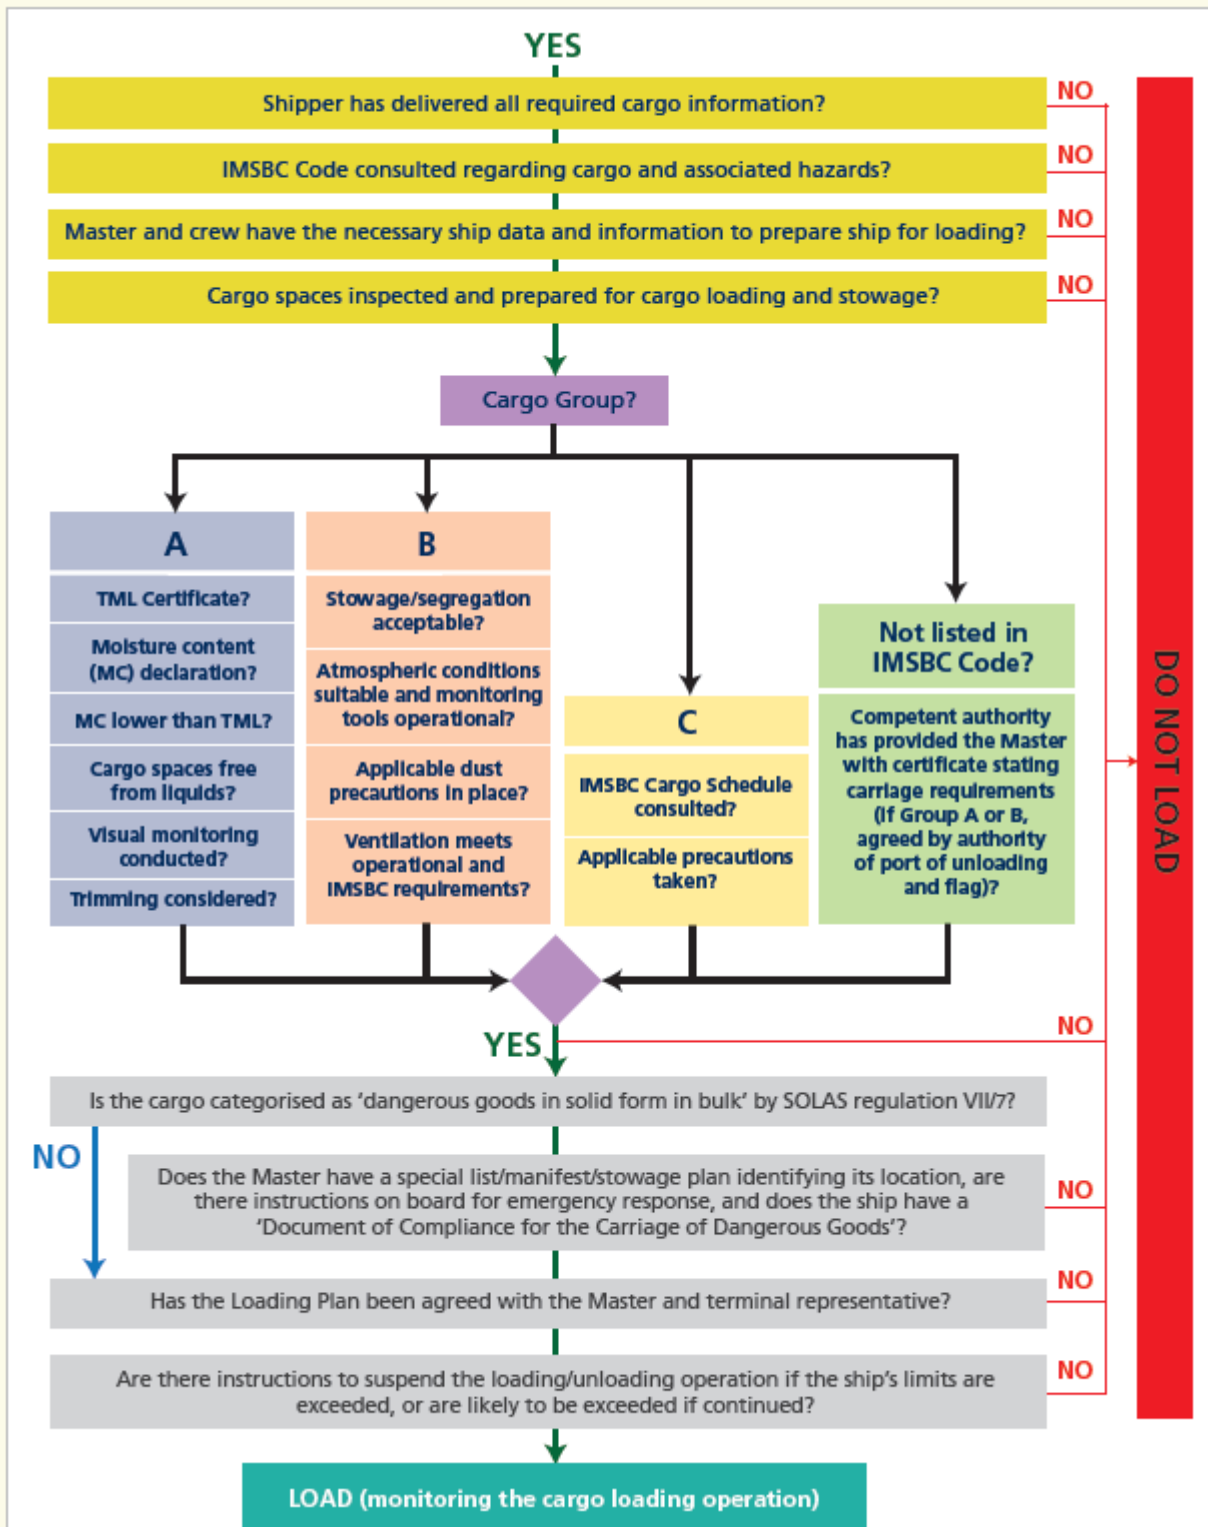 YES
Shipper has delivered all required cargo information?
NO
IMSBC Code consulted regarding cargo and associated hazards?
NO
Master and crew have the necessary ship data and information to prepare ship for loading?
NO
Cargo spaces inspected and prepared for cargo loading and stowage?
NO
Cargo Group?
A
TML Certificate?
Moisture content
(MC) declaration?
MC lower than TML?
Cargo spaces free
from liquids?
Visual monitoring
conducted?
Trimming considered?
B
Stowage/segregation
acceptable?
Atmospheric conditions
suitable and monitoring
tools operational?
Applicable dust
precautions in place?
Ventilation meets
operational and
IMSBC requirements?
C
IMSBC Cargo Schedule
consulted?
Applicable precautions
taken?
Not listed in
IMSBC Code?
Competent authority
has provided the Master
with certificate stating
carriage requirements
(if Group A or B,
agreed by authority
of port of unloading
and flag)?
DO NOT LOAD
YES
NO
Is the cargo categorised as ‘dangerous goods in solid form in bulk’ by SOLAS regulation VII/7?
NO
Does the Master have a special list/manifest/stowage plan identifying its location, are
there instructions on board for emergency response, and does the ship have a
‘Document of Compliance for the Carriage of Dangerous Goods’?
NO
Has the Loading Plan been agreed with the Master and terminal representative?
NO
Are there instructions to suspend the loading/unloading operation if the ship’s limits are
exceeded, or are likely to be exceeded if continued?
NO
LOAD (monitoring the cargo loading operation)